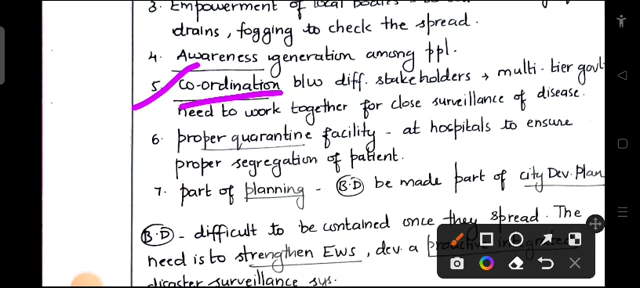 3. Empowerment of local bodies
drains, fogging to check the spread.
4. Awareness generation among ppl.
5. Co-ordination b/w diff. stakeholders → multi-tier govt
need to work together for close surveillance of disease.
6. proper quarantine facility - at hospitals to ensure
proper segregation of patient.
7. part of planning - B.D be made part of city Dev. Plan
B.D - difficult to be contained once they spread. The
need is to strengthen EWS, dev. a
disaster surveillance sys.